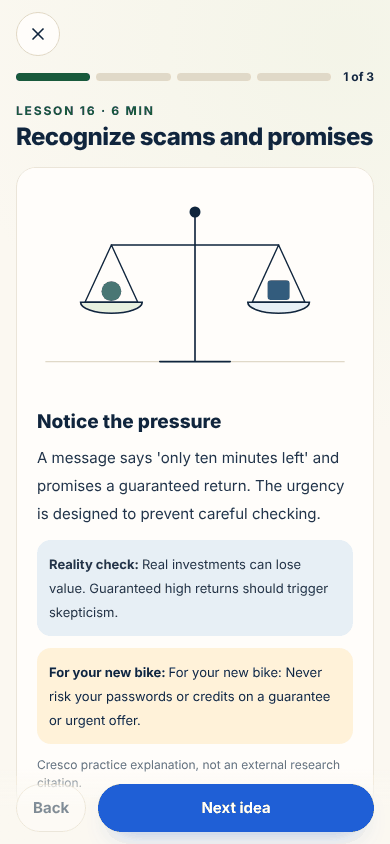 1 of 3
LESSON 16 · 6 MIN
Recognize scams and promises
Notice the pressure
A message says 'only ten minutes left' and
promises a guaranteed return. The urgency
is designed to prevent careful checking.
Reality check: Real investments can lose
value. Guaranteed high returns should trigger
skepticism.
For your new bike: For your new bike: Never
risk your passwords or credits on a guarantee
or urgent offer.
Cresco practice explanation, not an external research
citation.
Back
Next idea